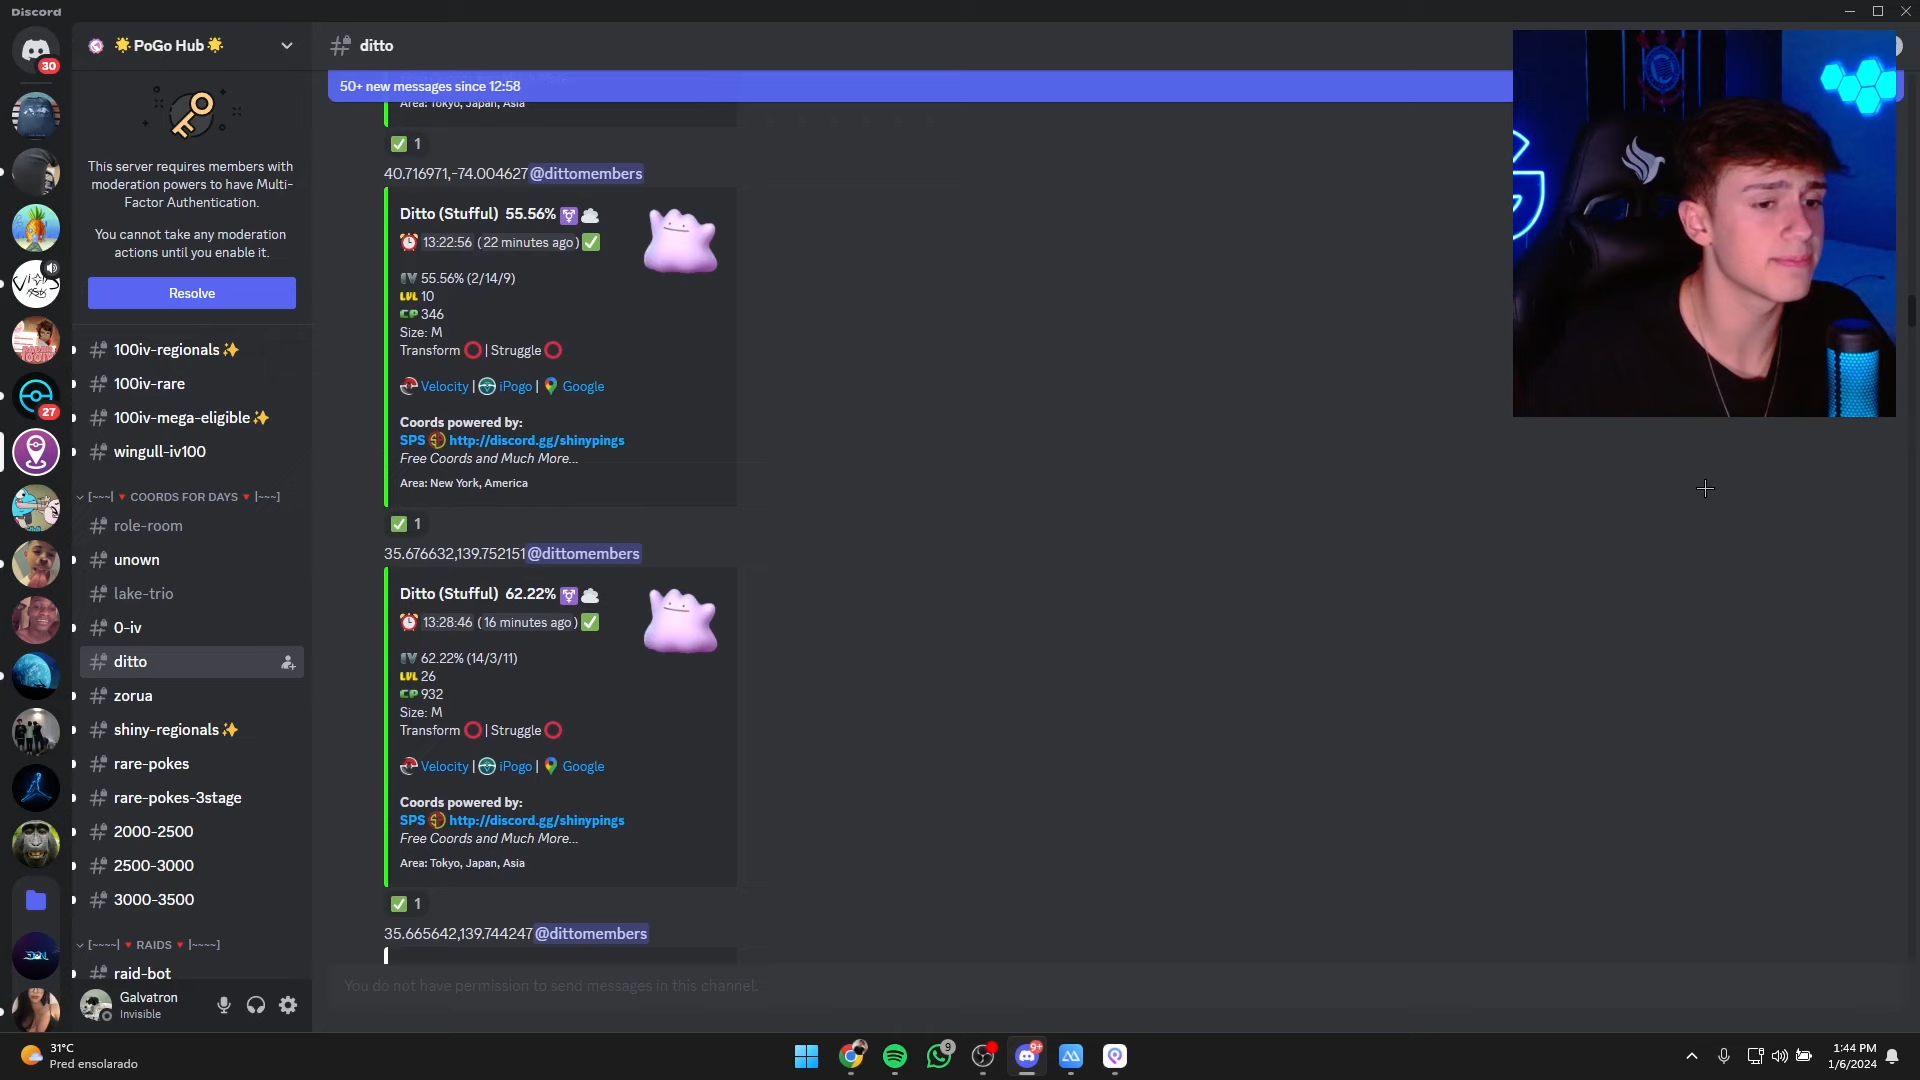 Discord
30
PoGo Hub
ditto
50+ new messages since 12:58
This server requires members with
moderation powers to have Multi-
Factor Authentication.
You cannot take any moderation
actions until you enable it.
Resolve
100iv-regionals
100iv-rare
100iv-mega-eligible
27
wingull-iv100
[~~~| COORDS FOR DAYS |~~~]
role-room
unown
lake-trio
0-iv
ditto
zorua
shiny-regionals
rare-pokes
rare-pokes-3stage
2000-2500
2500-3000
3000-3500
[~~~~| RAIDS |~~~~]
raid-bot
Galvatron
Invisible
Area: Tokyo, Japan, Asia
1
40.716971,-74.004627@dittomembers
Ditto (Stufful) 55.56%
13:22:56 (22 minutes ago)
IV 55.56% (2/14/9)
LVL 10
CP 346
Size: M
Transform | Struggle
Velocity | iPogo | Google
Coords powered by:
SPS http://discord.gg/shinypings
Free Coords and Much More...
Area: New York, America
1
35.676632,139.752151@dittomembers
Ditto (Stufful) 62.22%
13:28:46 (16 minutes ago)
IV 62.22% (14/3/11)
LVL 26
CP 932
Size: M
Transform | Struggle
Velocity | iPogo | Google
Coords powered by:
SPS http://discord.gg/shinypings
Free Coords and Much More...
Area: Tokyo, Japan, Asia
1
35.665642,139.744247@dittomembers
You do not have permission to send messages in this channel.
31°C
Pred ensolarado
9
9+
1:44 PM
1/6/2024